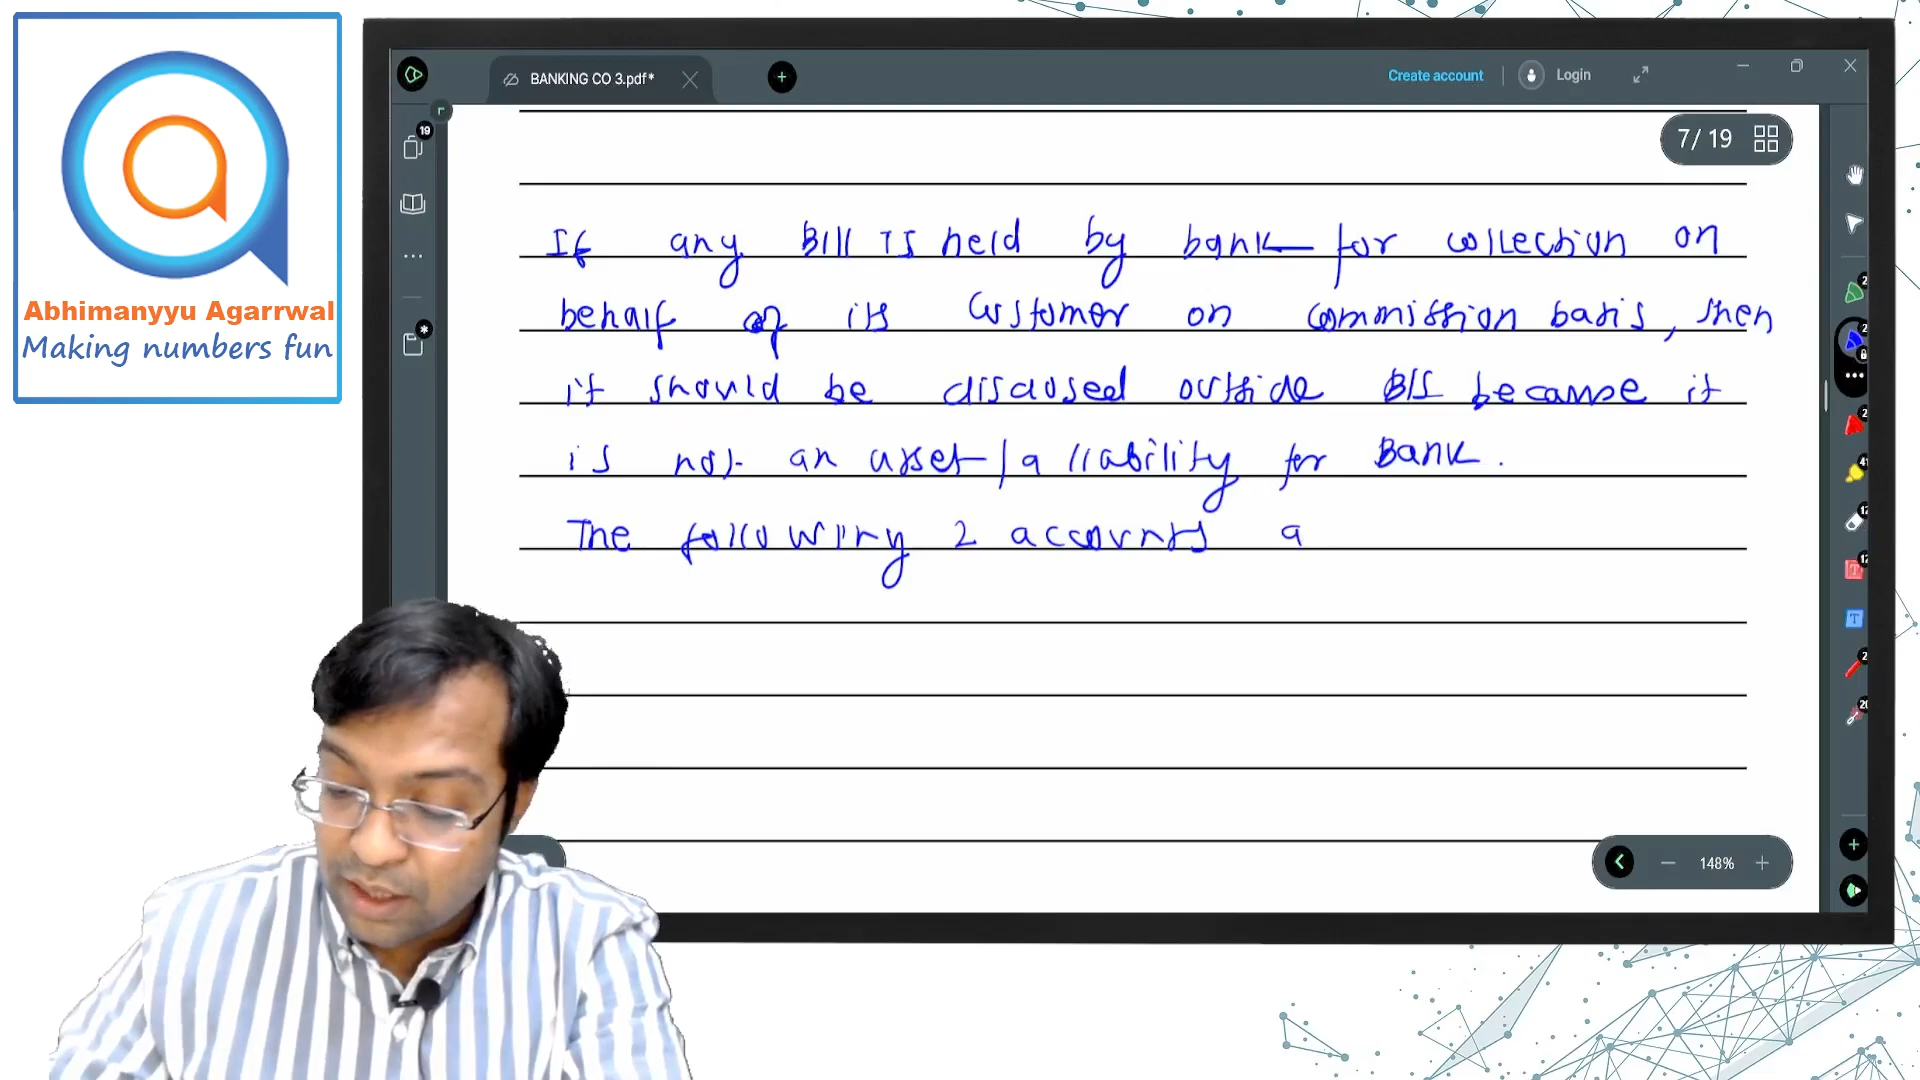 Abhimanyyu Agarrwal
Making numbers fun
BANKING CO 3.pdf*
Create account
Login
19
7/ 19
If any Bill is held by bank for collection on
behalf of its customer on commission basis, then
it should be disclosed outside B/S because it
is not an asset/a liability for Bank.
The following 2 accounts a
148%